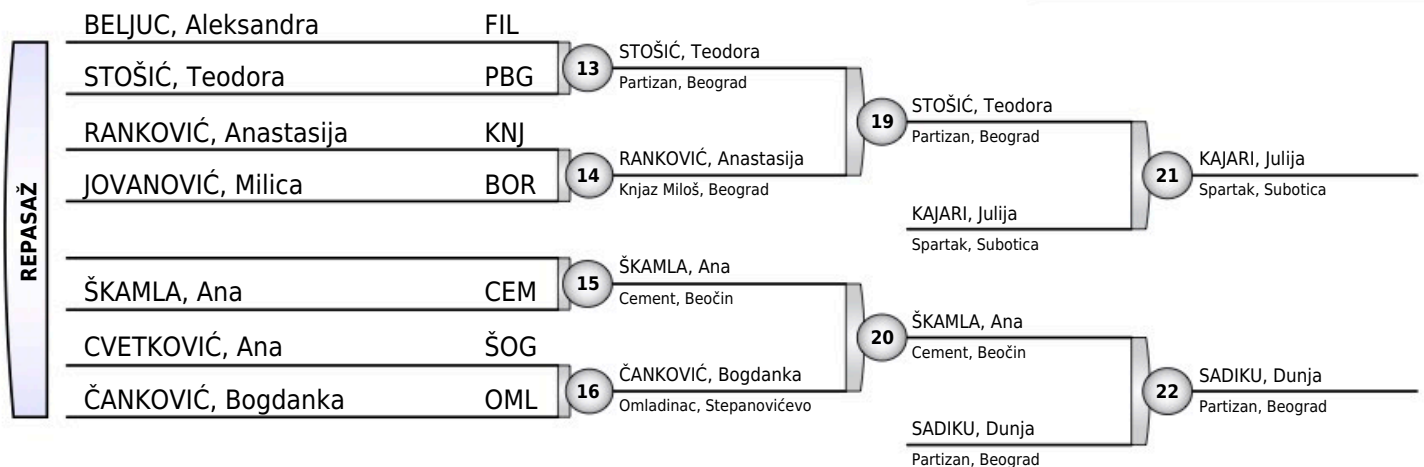 REPASAŽ
BELJUC, Aleksandra FIL
STOŠIĆ, Teodora PBG
RANKOVIĆ, Anastasija KNJ
JOVANOVIĆ, Milica BOR
ŠKAMLA, Ana CEM
CVETKOVIĆ, Ana ŠOG
ČANKOVIĆ, Bogdanka OML
13
STOŠIĆ, Teodora
Partizan, Beograd
14
RANKOVIĆ, Anastasija
Knjaz Miloš, Beograd
15
ŠKAMLA, Ana
Cement, Beočin
16
ČANKOVIĆ, Bogdanka
Omladinac, Stepanovićevo
19
STOŠIĆ, Teodora
Partizan, Beograd
KAJARI, Julija
Spartak, Subotica
20
ŠKAMLA, Ana
Cement, Beočin
SADIKU, Dunja
Partizan, Beograd
21
KAJARI, Julija
Spartak, Subotica
22
SADIKU, Dunja
Partizan, Beograd